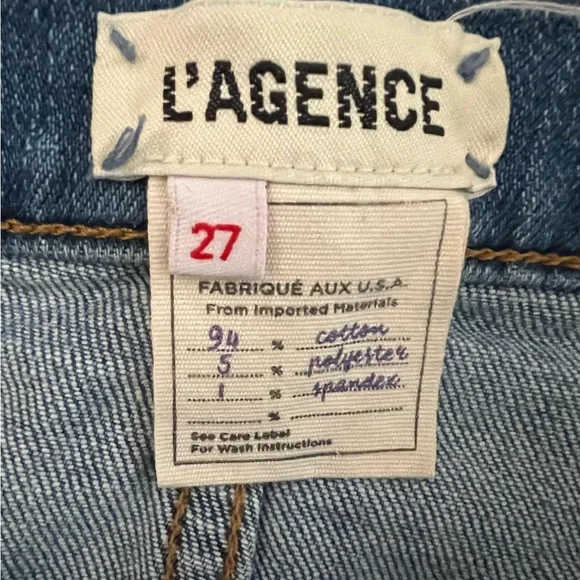 L'AGENCE
27
FABRIQUÉ AUX U.S.A.
From Imported Materials
94 % cotton
5 % polyester
1 % spandex
%
See Care Label
For Wash Instructions